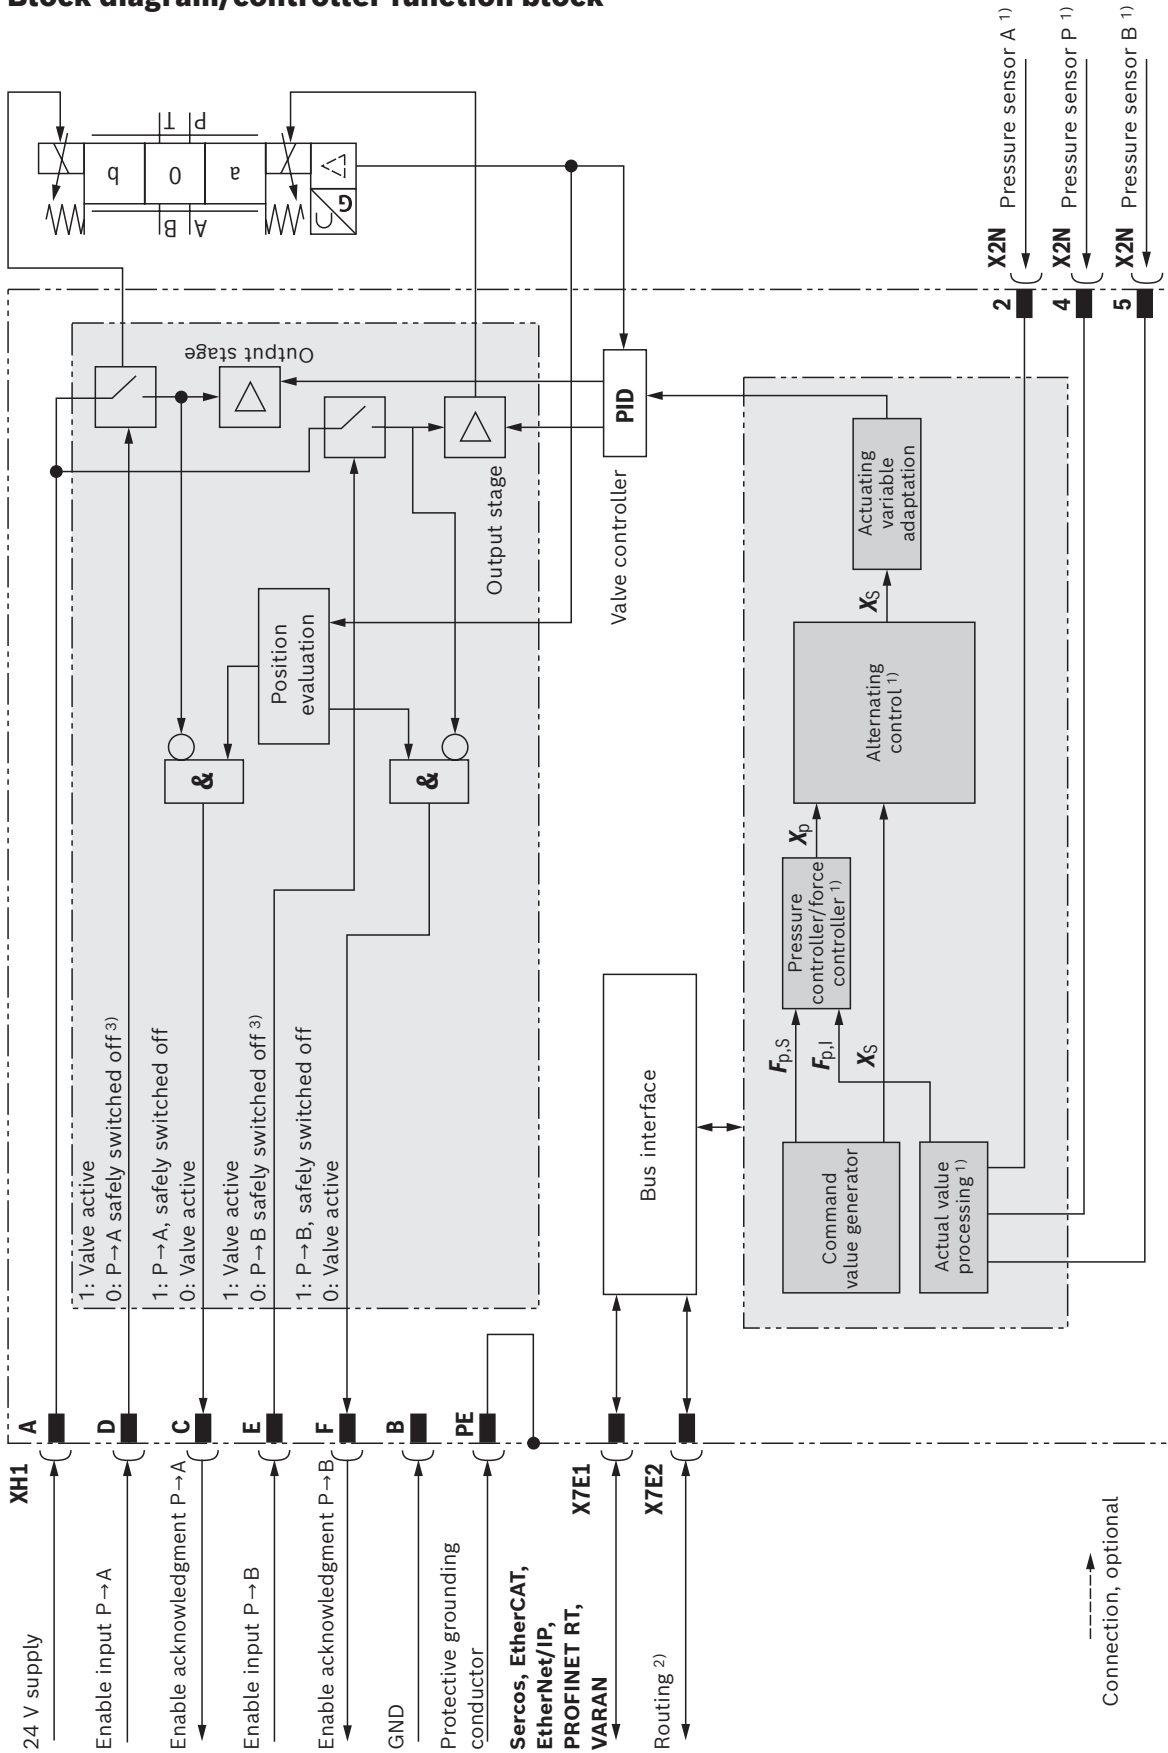 Block diagram/controller function block
XH1
24 V supply
A
Enable input P→A
D
Enable acknowledgment P→A
C
Enable input P→B
E
Enable acknowledgment P→B
F
GND
B
Protective grounding
conductor
PE
Sercos, EtherCAT,
EtherNet/IP,
PROFINET RT,
VARAN
X7E1
Routing 2)
X7E2
1: Valve active
0: P→A safely switched off 3)
1: P→A, safely switched off
0: Valve active
1: Valve active
0: P→B safely switched off 3)
1: P→B, safely switched off
0: Valve active
&
&
Position
evaluation
Output stage
Output stage
b
0
a
A
B
P
T
U
G
PID
Valve controller
Bus interface
Command
value generator
Actual value
processing 1)
Fp,S
Fp,I
XS
Pressure
controller/force
controller 1)
Xp
Alternating
control 1)
XS
Actuating
variable
adaptation
2
X2N
Pressure sensor A 1)
4
X2N
Pressure sensor P 1)
5
X2N
Pressure sensor B 1)
Connection, optional